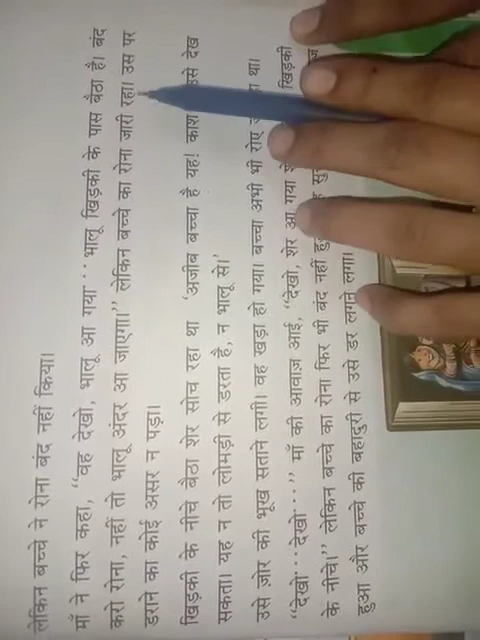 लेकिन बच्चे ने रोना बंद नहीं किया।
माँ ने फिर कहा, “वह देखो, भालू आ गया ·· भालू खिड़की के पास बैठा है। बंद
करो रोना, नहीं तो भालू अंदर आ जाएगा।” लेकिन बच्चे का रोना जारी रहा। उस पर
डराने का कोई असर न पड़ा।
खिड़की के नीचे बैठा शेर सोच रहा था ‘अजीब बच्चा है यह! काश उसे देख
सकता। यह न तो लोमड़ी से डरता है, न भालू से।’
उसे ज़ोर की भूख सताने लगी। वह खड़ा हो गया। बच्चा अभी भी रोए था।
“देखो···देखो···” माँ की आवाज़ आई, “देखो, शेर आ गया खिड़की
के नीचे।” लेकिन बच्चे का रोना फिर भी बंद नहीं
हुआ और बच्चे की बहादुरी से उसे डर लगने लगा।